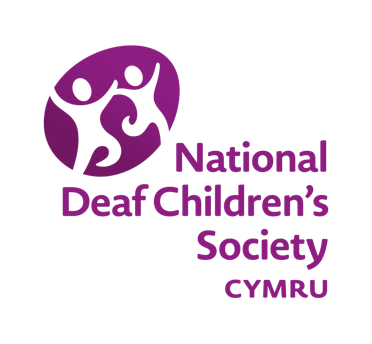 National
Deaf Children's
Society
CYMRU